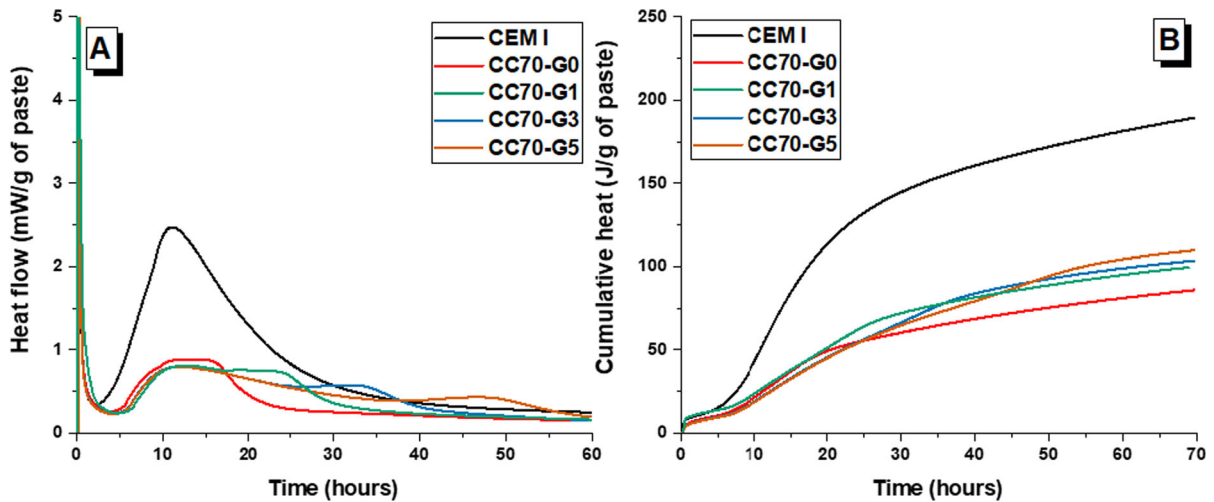 A
CEM I
CC70-G0
CC70-G1
CC70-G3
CC70-G5
Heat flow (mW/g of paste)
5
4
3
2
1
0
0 10 20 30 40 50 60
Time (hours)
B
CEM I
CC70-G0
CC70-G1
CC70-G3
CC70-G5
Cumulative heat (J/g of paste)
250
200
150
100
50
0
0 10 20 30 40 50 60 70
Time (hours)